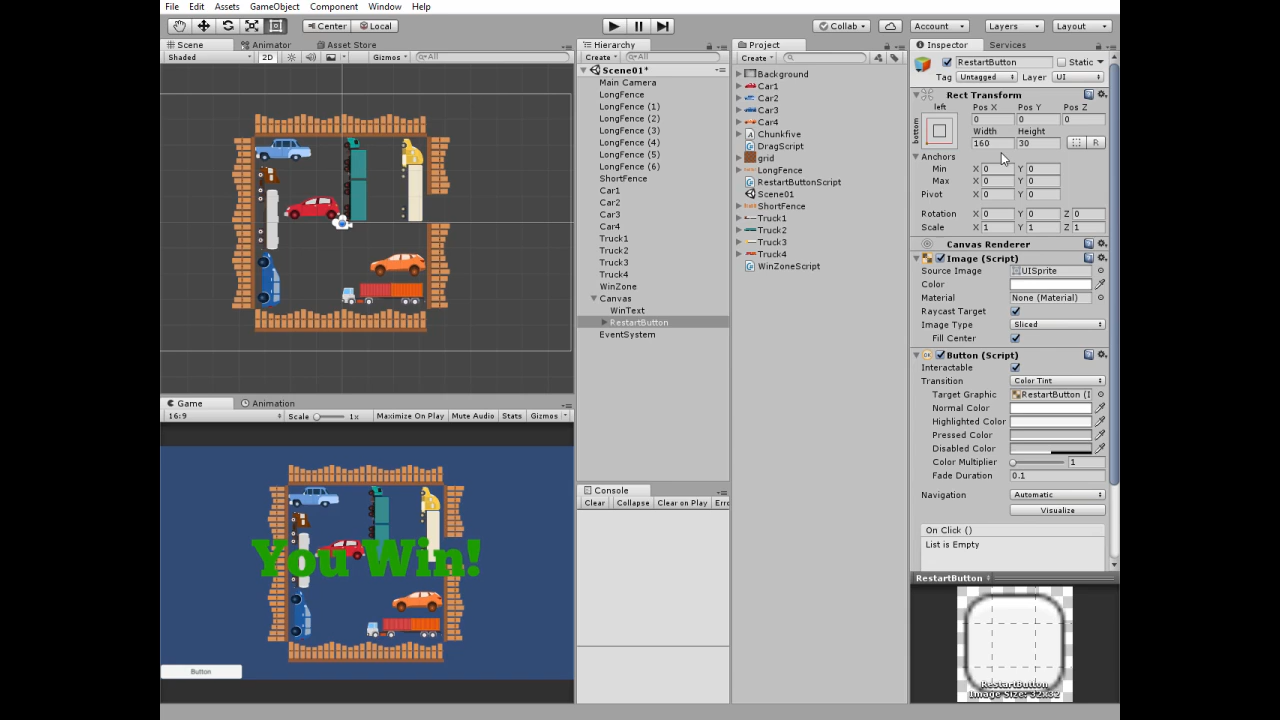 File Edit Assets GameObject Component Window Help
Center Local Collab Account Layers Layout
Scene Animator Asset Store
Shaded 2D Gizmos All
Game Animation
16:9 Scale 1x Maximize On Play Mute Audio Stats Gizmos
You Win!
Button
Hierarchy
Create All
Scene01*
Main Camera
LongFence
LongFence (1)
LongFence (2)
LongFence (3)
LongFence (4)
LongFence (5)
LongFence (6)
ShortFence
Car1
Car2
Car3
Car4
Truck1
Truck2
Truck3
Truck4
WinZone
Canvas
WinText
RestartButton
EventSystem
Console
Clear Collapse Clear on Play Erro
Project
Create
Background
Car1
Car2
Car3
Car4
Chunkfive
DragScript
grid
LongFence
RestartButtonScript
Scene01
ShortFence
Truck1
Truck2
Truck3
Truck4
WinZoneScript
Inspector Services
RestartButton Static
Tag Untagged Layer UI
Rect Transform
left Pos X Pos Y Pos Z
bottom 0 0 0
Width Height
160 30 R
Anchors
Min X 0 Y 0
Max X 0 Y 0
Pivot X 0 Y 0
Rotation X 0 Y 0 Z 0
Scale X 1 Y 1 Z 1
Canvas Renderer
Image (Script)
Source Image UISprite
Color
Material None (Material)
Raycast Target
Image Type Sliced
Fill Center
Button (Script)
Interactable
Transition Color Tint
Target Graphic RestartButton (I
Normal Color
Highlighted Color
Pressed Color
Disabled Color
Color Multiplier 1
Fade Duration 0.1
Navigation Automatic
Visualize
On Click ()
List is Empty
RestartButton
RestartButton
Image Size: 32x32